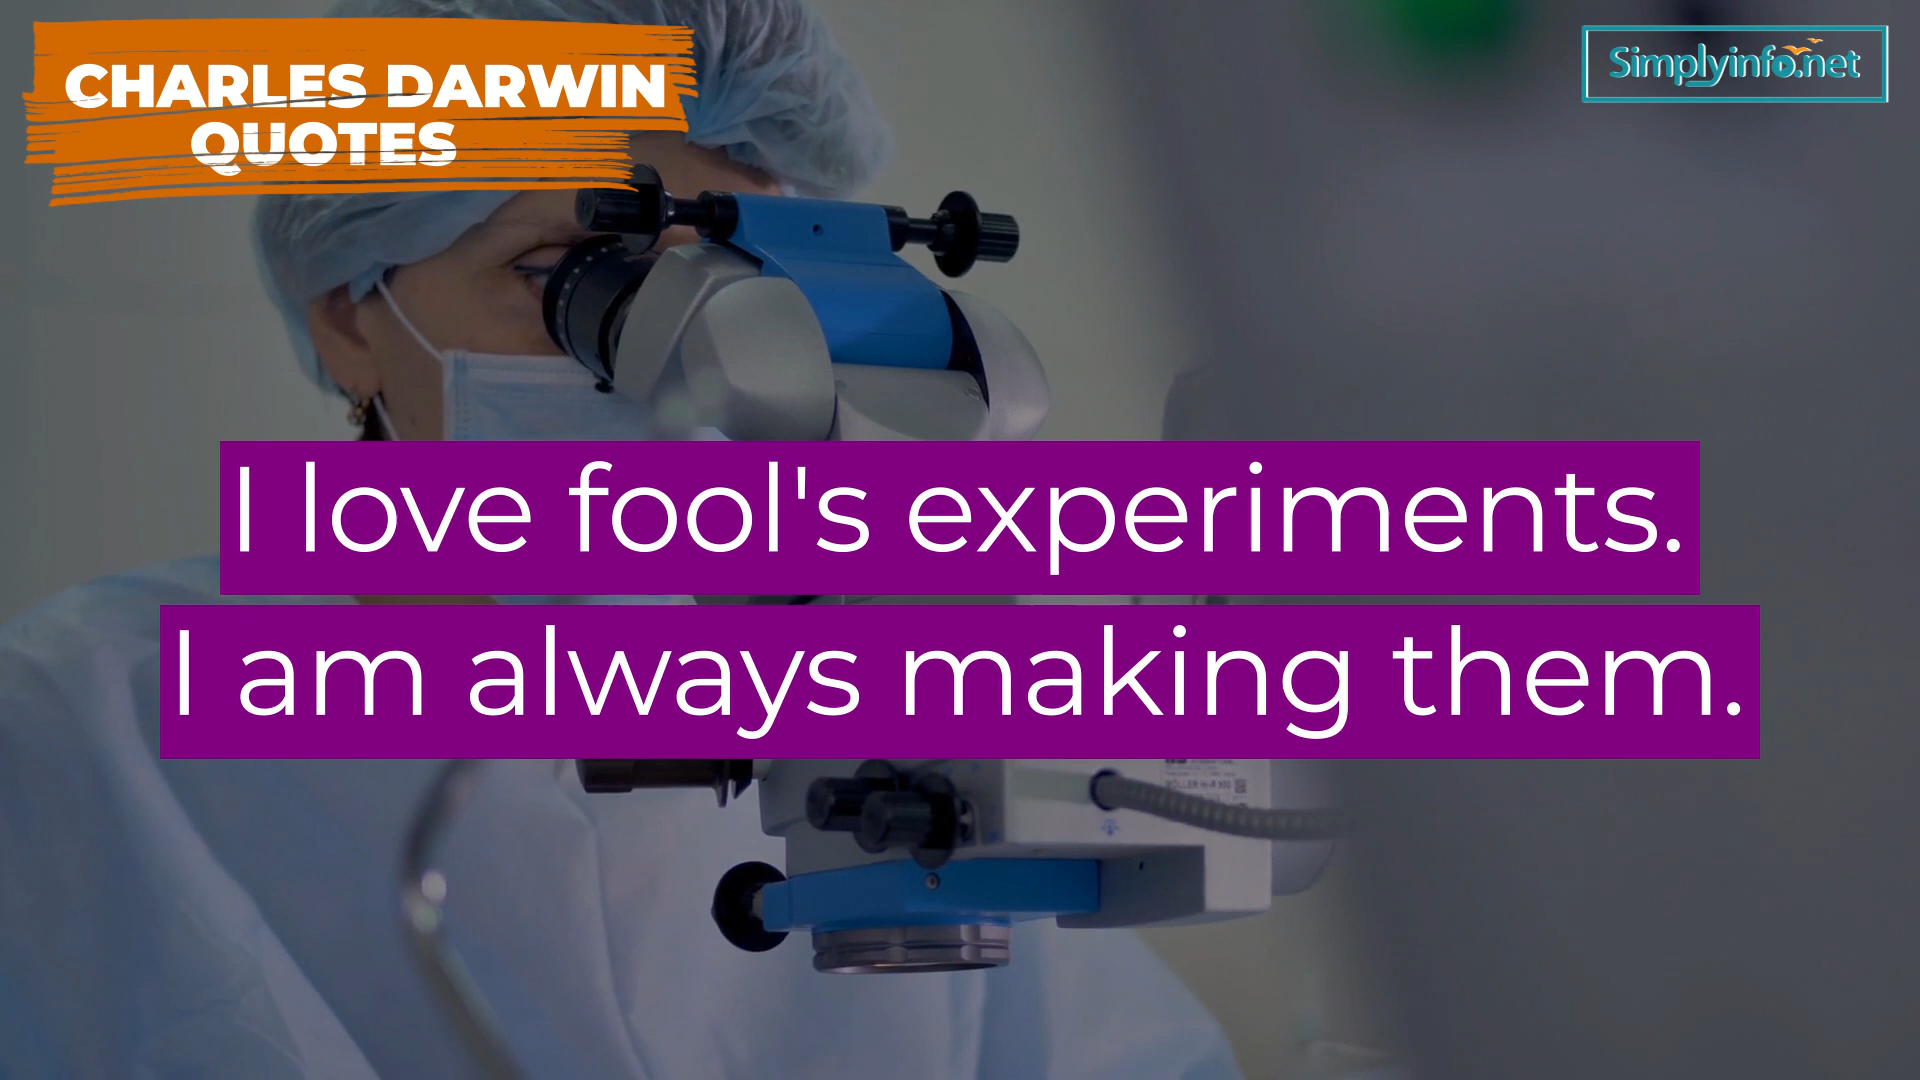 CHARLES DARWIN
QUOTES
Simplyinfo.net
I love fool's experiments.
I am always making them.